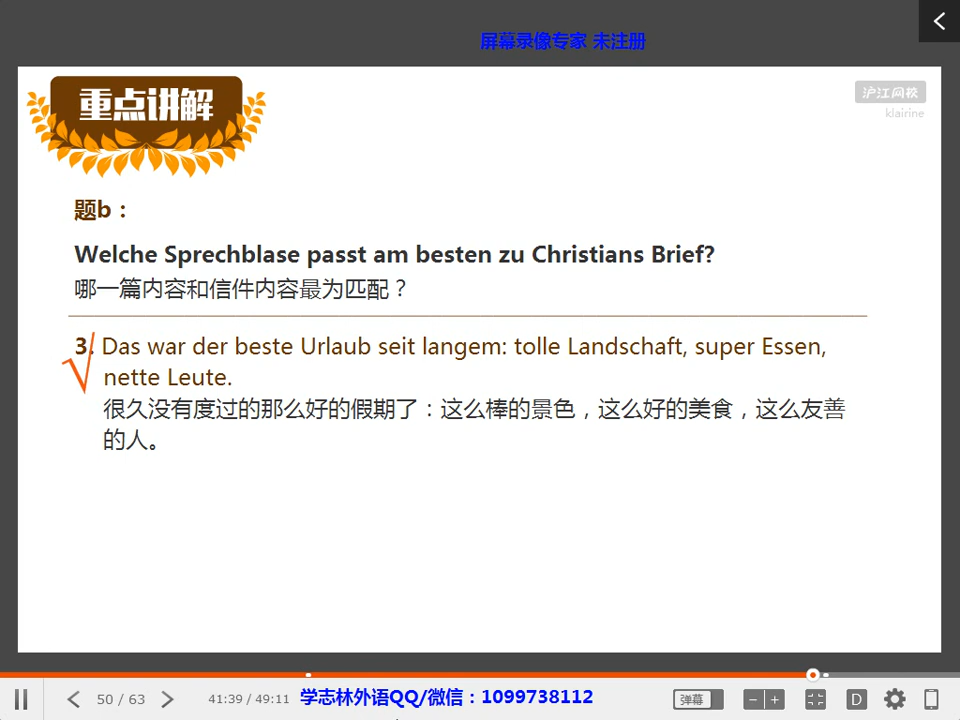 屏幕录像专家 未注册
重点讲解
沪江网校
klairine
题b：
Welche Sprechblase passt am besten zu Christians Brief?
哪一篇内容和信件内容最为匹配？
3. Das war der beste Urlaub seit langem: tolle Landschaft, super Essen,
nette Leute.
很久没有度过的那么好的假期了：这么棒的景色，这么好的美食，这么友善
的人。
50 / 63
41:39 / 49:11
学志林外语QQ/微信：1099738112
弹幕
D